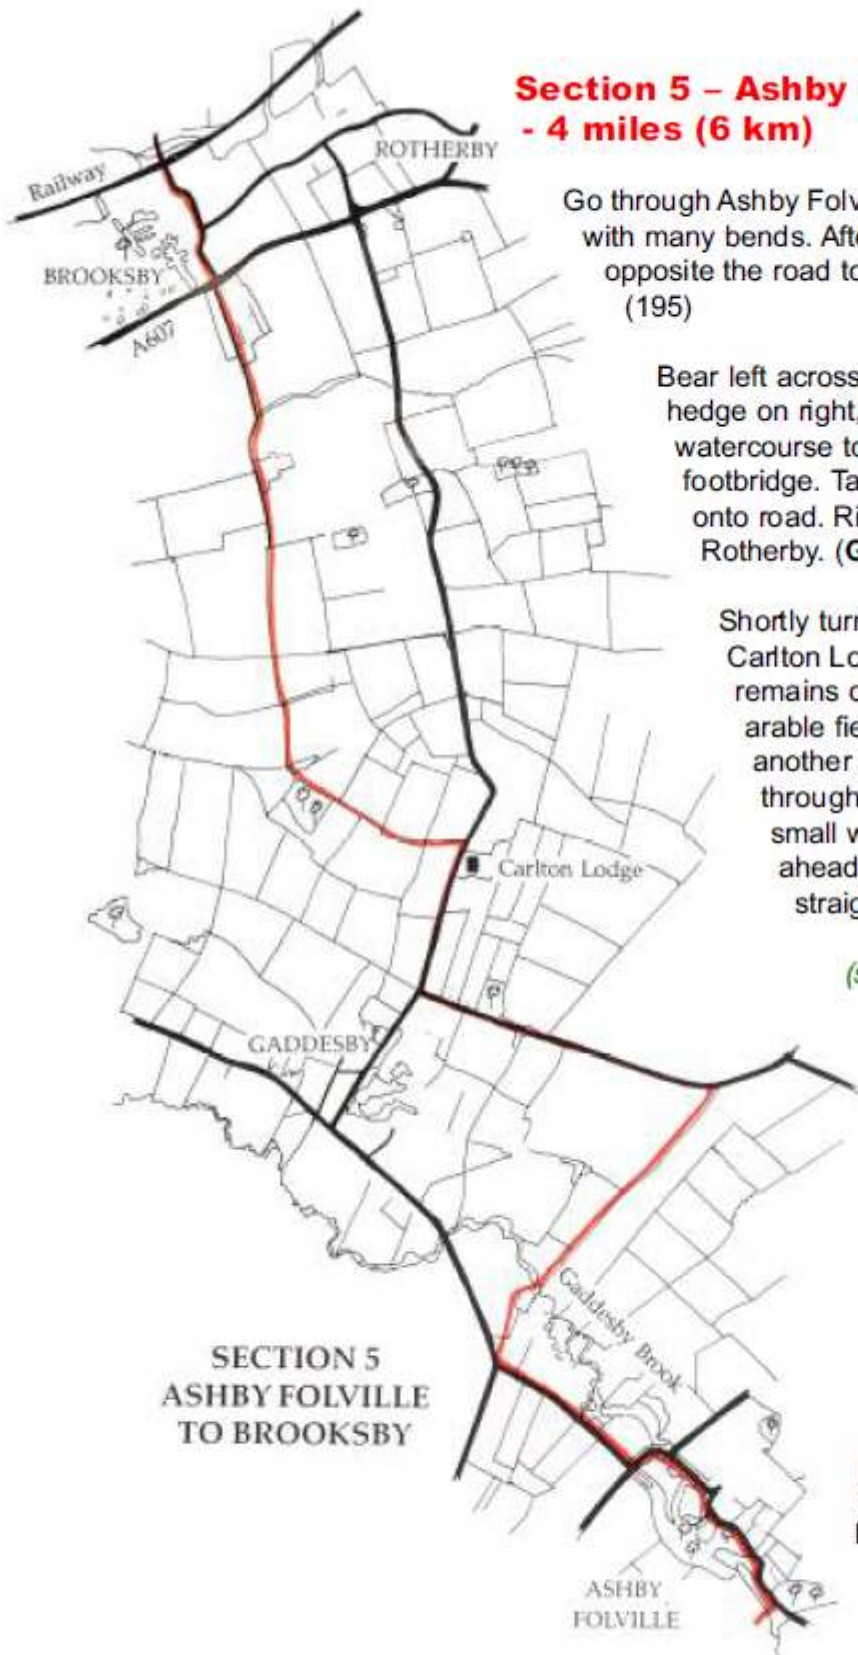 Section 5 – Ashby
- 4 miles (6 km)
Go through Ashby Folv
with many bends. Afte
opposite the road to
(195)
Bear left across
hedge on right,
watercourse to
footbridge. Ta
onto road. Ri
Rotherby. (G
Shortly turn
Carlton Lo
remains o
arable fie
another
through
small w
ahead
straig
(s
Railway
ROTHERBY
BROOKSBY
A607
Carlton Lodge
GADDESBY
Gaddesby Brook
SECTION 5
ASHBY FOLVILLE
TO BROOKSBY
ASHBY
FOLVILLE